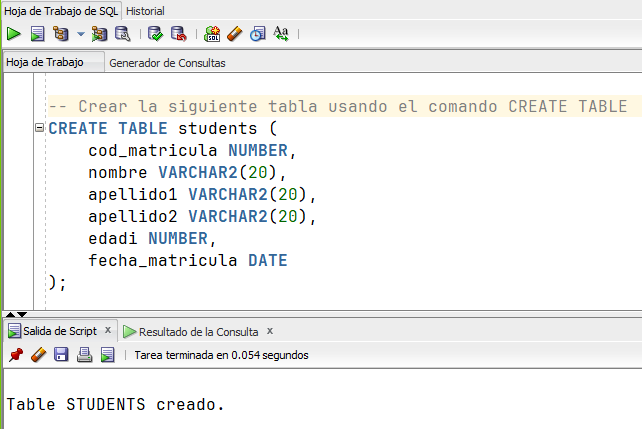 Hoja de Trabajo de SQL Historial
SQL Aa
Hoja de Trabajo Generador de Consultas
-- Crear la siguiente tabla usando el comando CREATE TABLE
CREATE TABLE students (
cod_matricula NUMBER,
nombre VARCHAR2(20),
apellido1 VARCHAR2(20),
apellido2 VARCHAR2(20),
edadi NUMBER,
fecha_matricula DATE
);
Salida de Script x Resultado de la Consulta x
Tarea terminada en 0.054 segundos
Table STUDENTS creado.